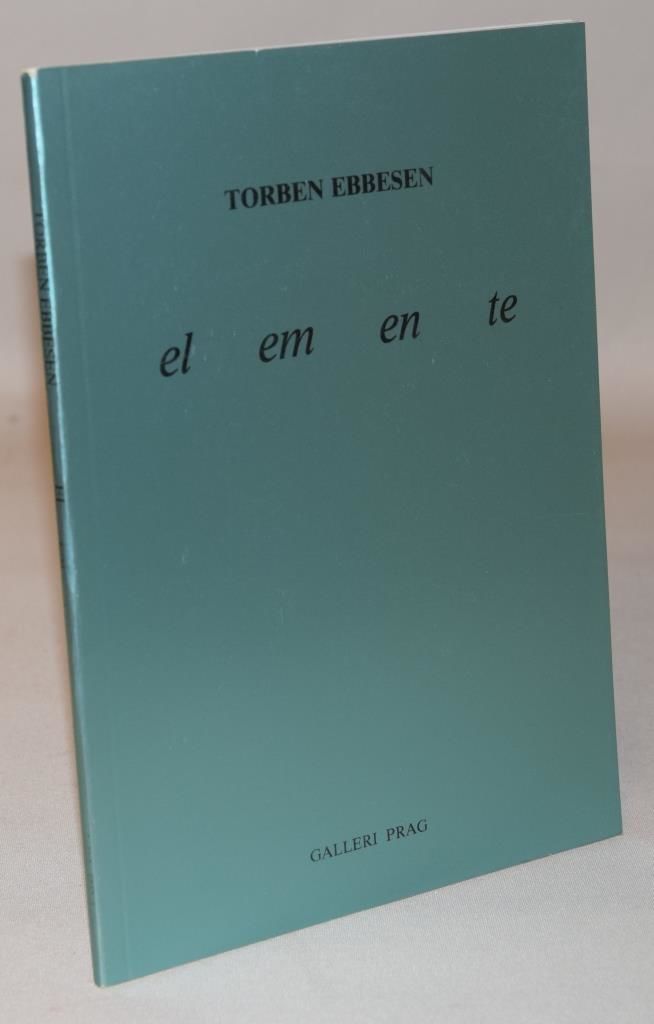 TORBEN EBBESEN
el em en te
GALLERI PRAG
TORBEN EBBESEN